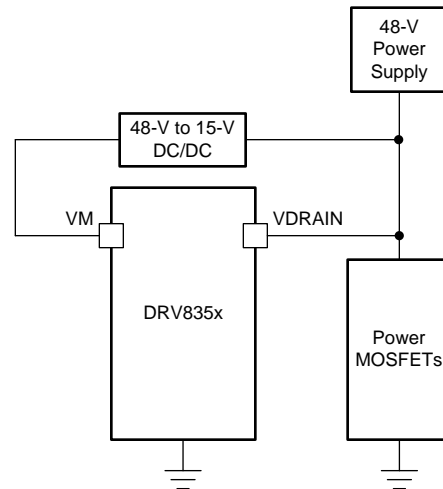 48-V
Power
Supply
48-V to 15-V
DC/DC
VM
VDRAIN
DRV835x
Power
MOSFETs